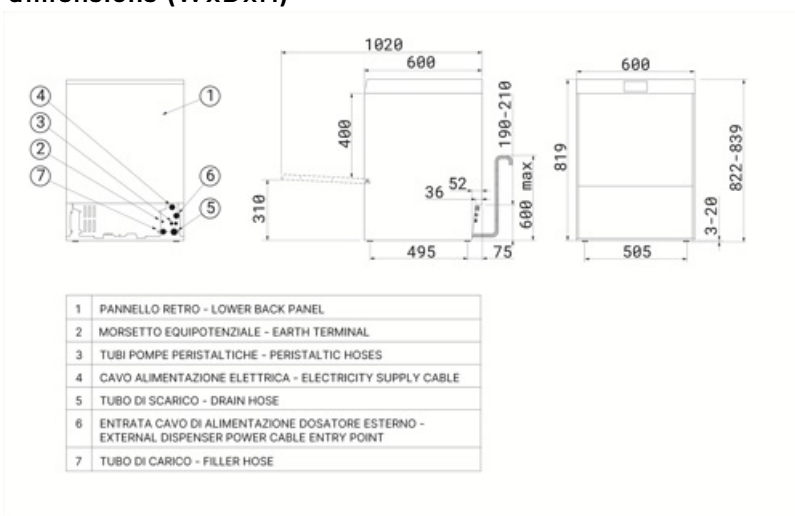 dimensions (WxDxH)
1020
600
600
4
1
3
2
7
6
5
400
190-210
310
36
52
600 max
495
75
819
822-839
3-20
505
1 PANNELLO RETRO - LOWER BACK PANEL
2 MORSETTO EQUIPOTENZIALE - EARTH TERMINAL
3 TUBI POMPE PERISTALTICHE - PERISTALTIC HOSES
4 CAVO ALIMENTAZIONE ELETTRICA - ELECTRICITY SUPPLY CABLE
5 TUBO DI SCARICO - DRAIN HOSE
6 ENTRATA CAVO DI ALIMENTAZIONE DOSATORE ESTERNO -
EXTERNAL DISPENSER POWER CABLE ENTRY POINT
7 TUBO DI CARICO - FILLER HOSE